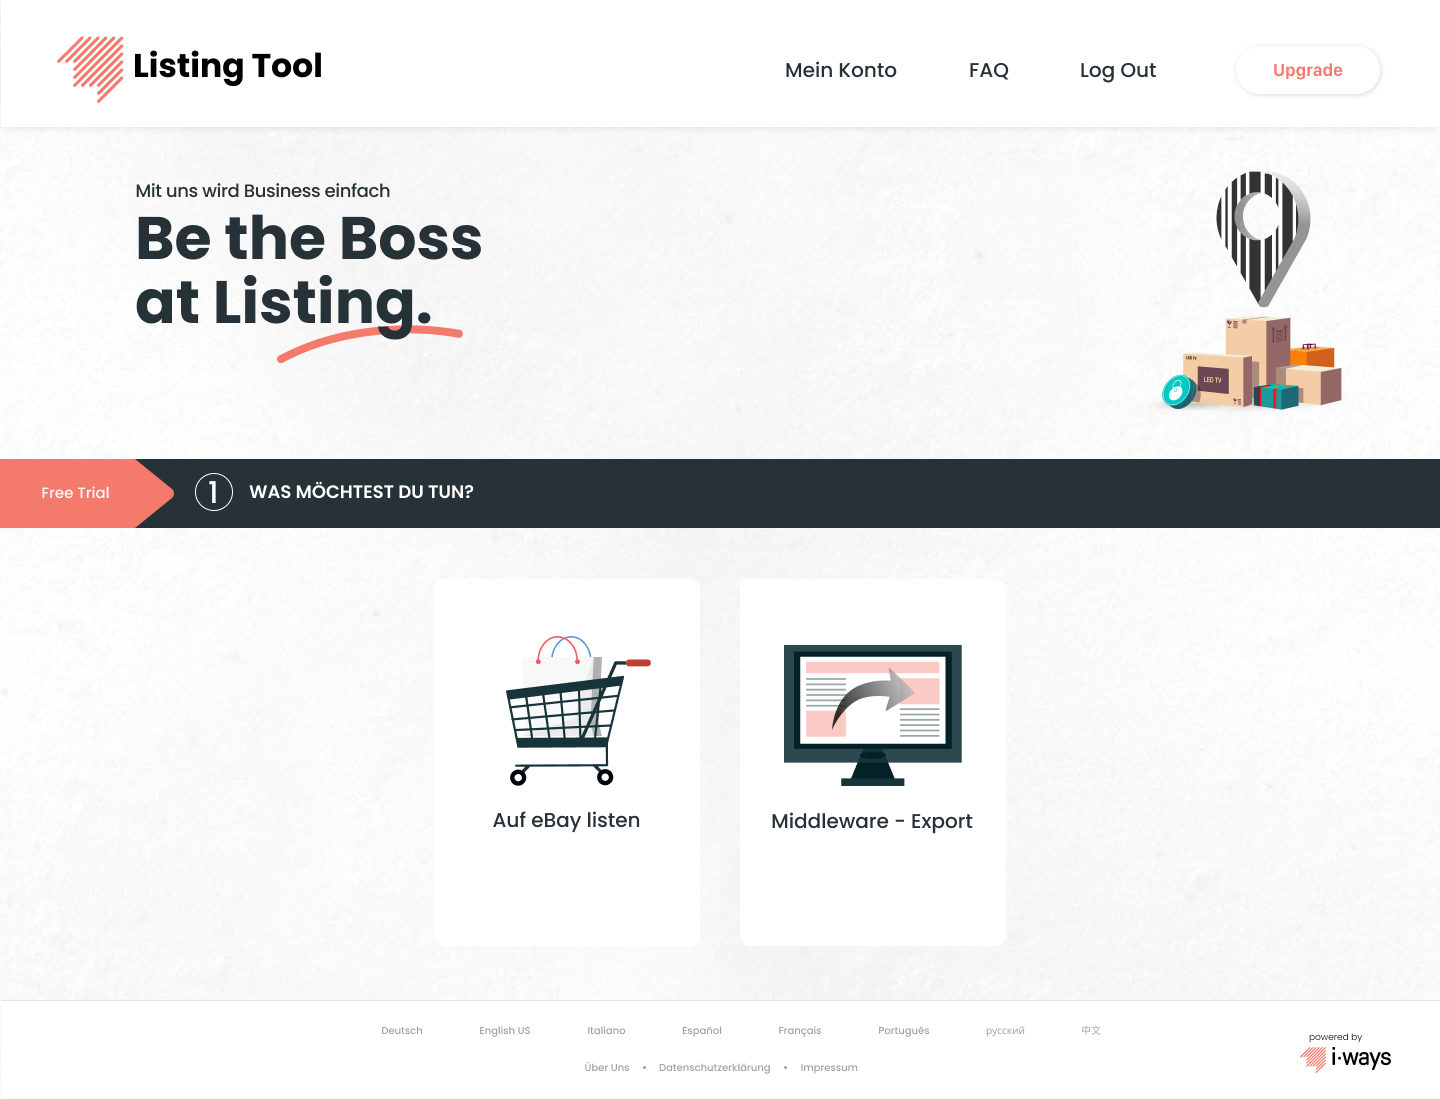 Listing Tool
Mein Konto
FAQ
Log Out
Upgrade
Mit uns wird Business einfach
Be the Boss
at Listing.
LED TV
LED TV
Free Trial
1
WAS MÖCHTEST DU TUN?
Auf eBay listen
Middleware - Export
Deutsch
English US
Italiano
Español
Français
Português
русский
中文
Über Uns • Datenschutzerklärung • Impressum
powered by
i·ways